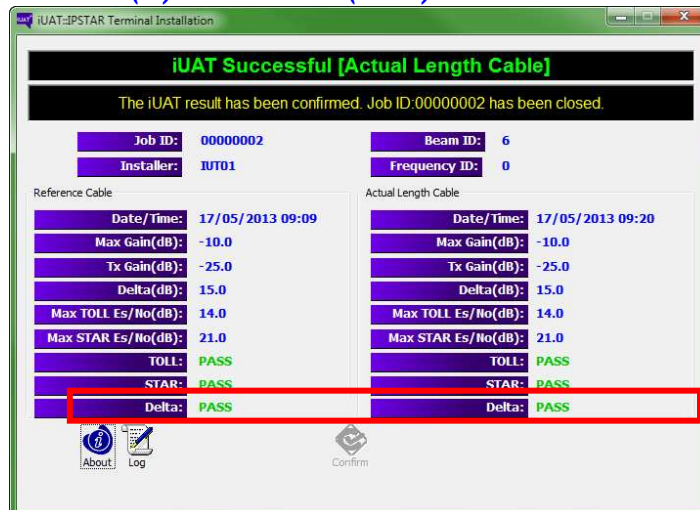 iUAT::IPSTAR Terminal Installation
iUAT Successful [Actual Length Cable]
The iUAT result has been confirmed. Job ID:00000002 has been closed.
Job ID: 00000002 Beam ID: 6
Installer: IUT01 Frequency ID: 0
Reference Cable Actual Length Cable
Date/Time: 17/05/2013 09:09 Date/Time: 17/05/2013 09:20
Max Gain(dB): -10.0 Max Gain(dB): -10.0
Tx Gain(dB): -25.0 Tx Gain(dB): -25.0
Delta(dB): 15.0 Delta(dB): 15.0
Max TOLL Es/No(dB): 14.0 Max TOLL Es/No(dB): 14.0
Max STAR Es/No(dB): 21.0 Max STAR Es/No(dB): 21.0
TOLL: PASS TOLL: PASS
STAR: PASS STAR: PASS
Delta: PASS Delta: PASS
About Log Confirm